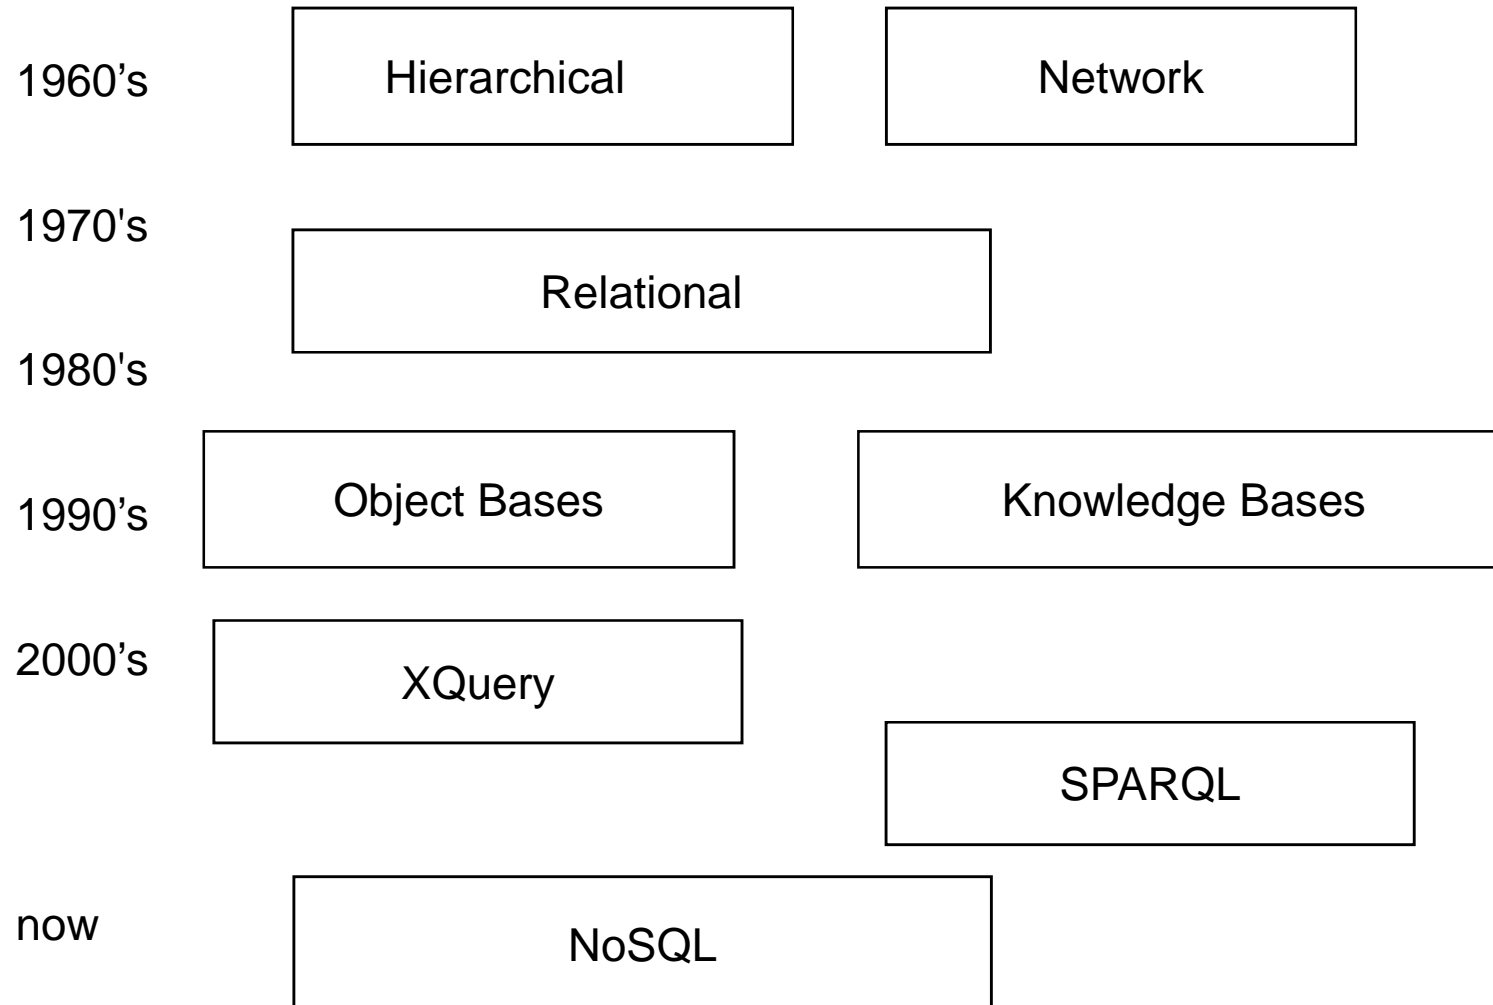 1960’s
Hierarchical
Network
1970's
Relational
1980's
Object Bases
Knowledge Bases
1990’s
2000’s
XQuery
SPARQL
now
NoSQL